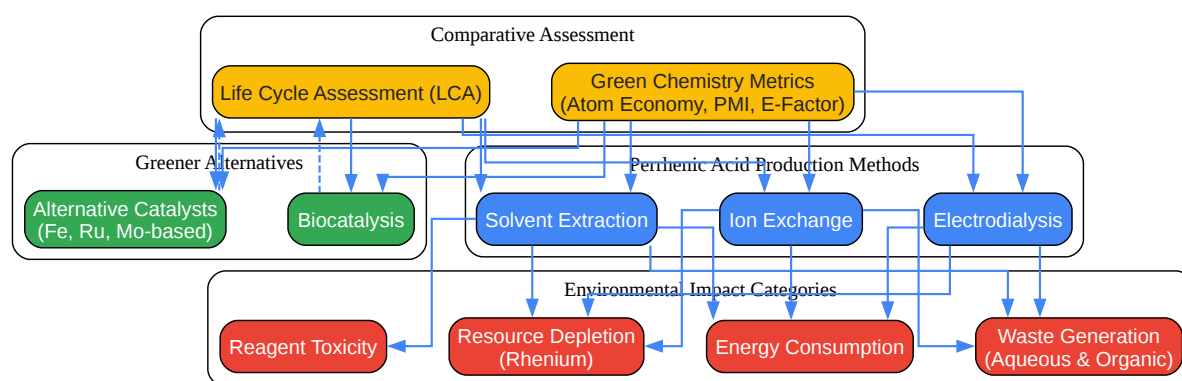 Comparative Assessment
Life Cycle Assessment (LCA)
Green Chemistry Metrics
(Atom Economy, PMI, E-Factor)
Greener Alternatives
Perrhenic Acid Production Methods
Alternative Catalysts
(Fe, Ru, Mo-based)
Biocatalysis
Solvent Extraction
Ion Exchange
Electrodialysis
Environmental Impact Categories
Reagent Toxicity
Resource Depletion
(Rhenium)
Energy Consumption
Waste Generation
(Aqueous & Organic)